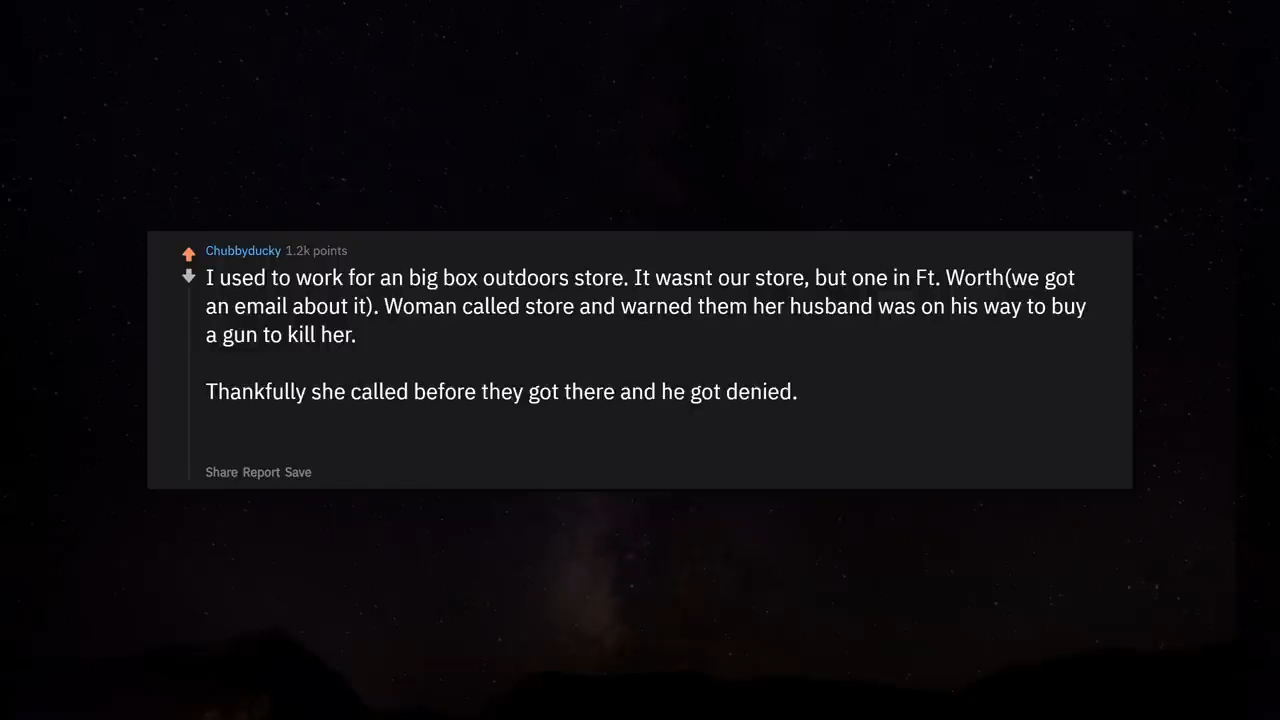 Chubbyducky 1.2k points
I used to work for an big box outdoors store. It wasnt our store, but one in Ft. Worth(we got
an email about it). Woman called store and warned them her husband was on his way to buy
a gun to kill her.
Thankfully she called before they got there and he got denied.
Share Report Save